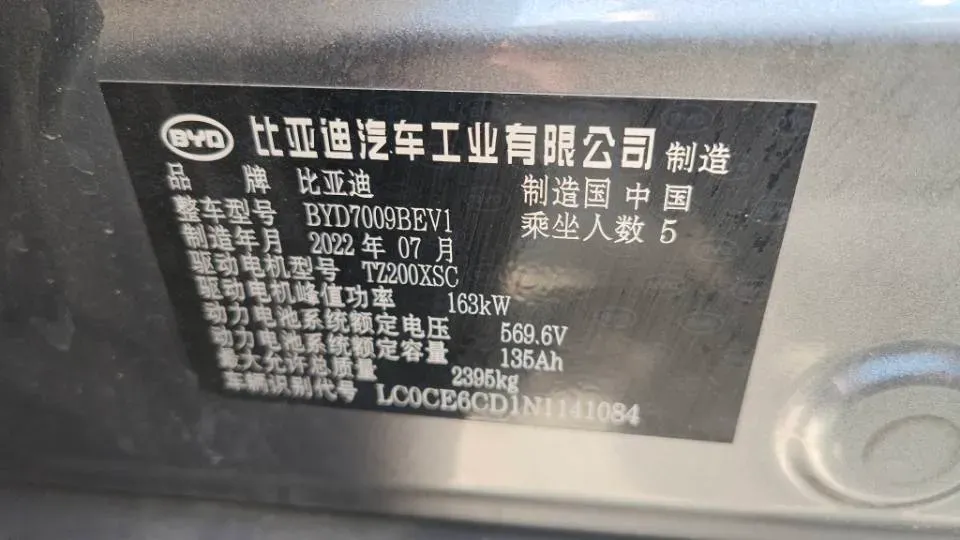 BYD 比亚迪汽车工业有限公司 制造
品 牌 比亚迪 制造国 中国
整车型号 BYD7009BEV1 乘坐人数 5
制造年月 2022 年 07 月
驱动电机型号 TZ200XSC
驱动电机峰值功率 163kW
动力电池系统额定电压 569.6V
动力电池系统额定容量 135Ah
最大允许总质量 2395kg
车辆识别代号 LC0CE6CD1N1141084